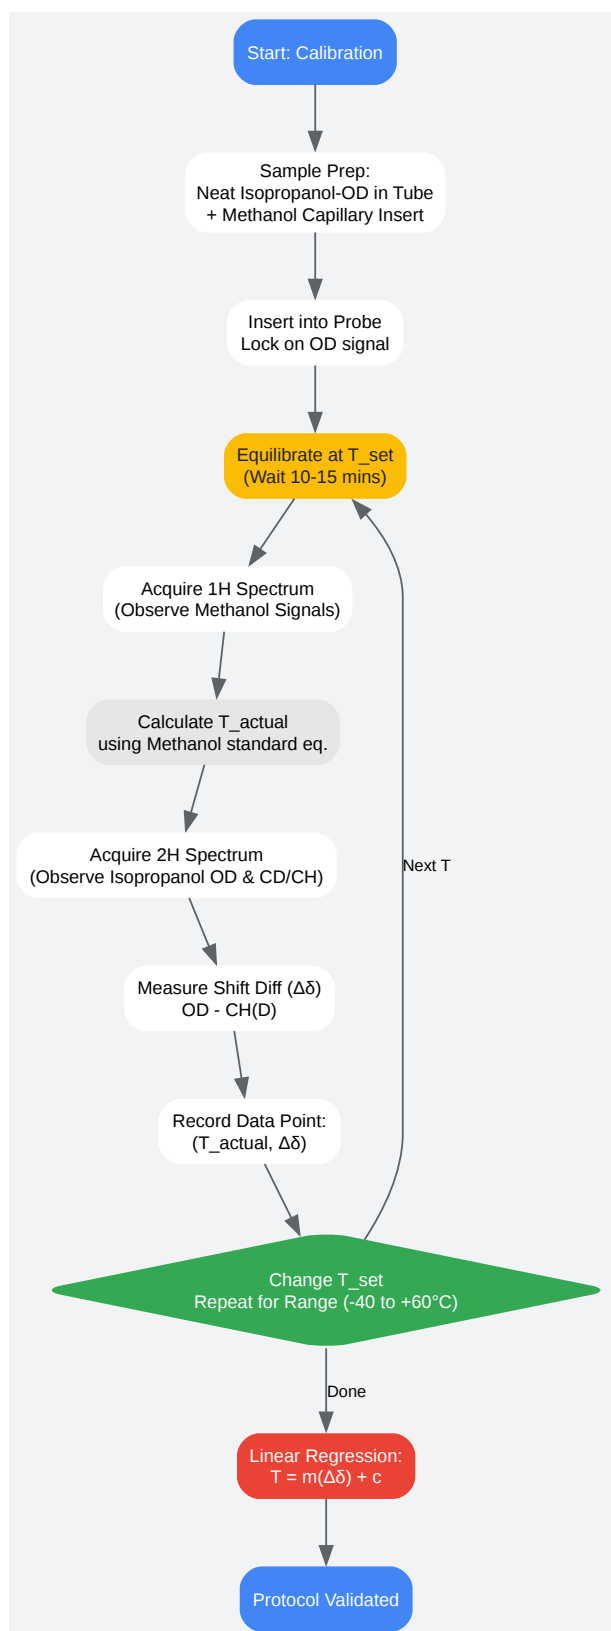 Start: Calibration
Sample Prep:
Neat Isopropanol-OD in Tube
+ Methanol Capillary Insert
Insert into Probe
Lock on OD signal
Equilibrate at T_set
(Wait 10-15 mins)
Acquire 1H Spectrum
(Observe Methanol Signals)
Calculate T_actual
using Methanol standard eq.
Acquire 2H Spectrum
(Observe Isopropanol OD & CD/CH)
Next T
Measure Shift Diff (Δδ)
OD - CH(D)
Record Data Point:
(T_actual, Δδ)
Change T_set
Repeat for Range (-40 to +60°C)
Done
Linear Regression:
T = m(Δδ) + c
Protocol Validated